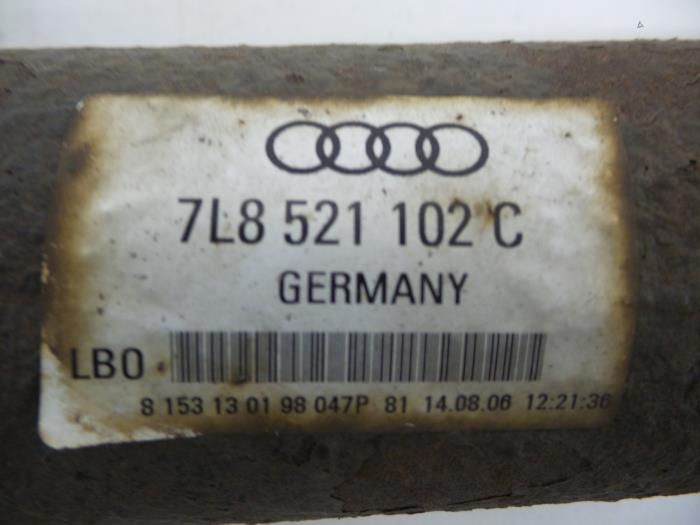 7L8 521 102 C
GERMANY
LBO
8 153 13 01 98 047P 81 14.08.06 12:21:36